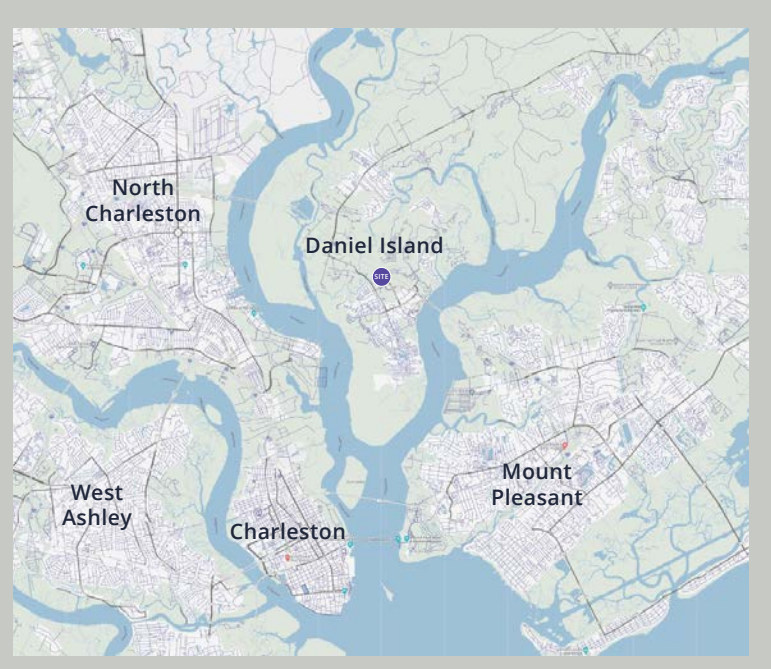 North
Charleston
Daniel Island
SITE
Mount
Pleasant
West
Ashley
Charleston